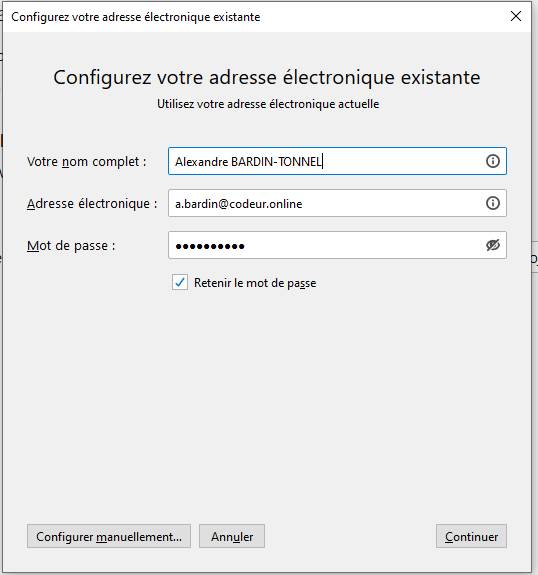 Configurez votre adresse électronique existante
Configurez votre adresse électronique existante
Utilisez votre adresse électronique actuelle
Votre nom complet : Alexandre BARDIN-TONNEL
Adresse électronique : a.bardin@codeur.online
Mot de passe : ●●●●●●●●●●
Retenir le mot de passe
Configurer manuellement... Annuler Continuer